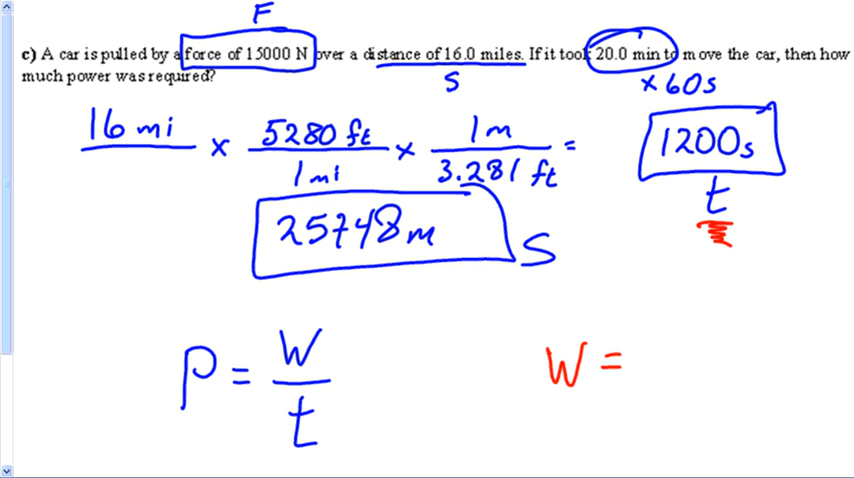 F
c) A car is pulled by a force of 15000 N over a distance of 16.0 miles. If it took 20.0 min to move the car, then how
much power was required?
S
x 60s
16 mi x 5280 ft x 1m =
1 mi 3.281 ft
1200s
t
25748 m S
P = W
t
W =